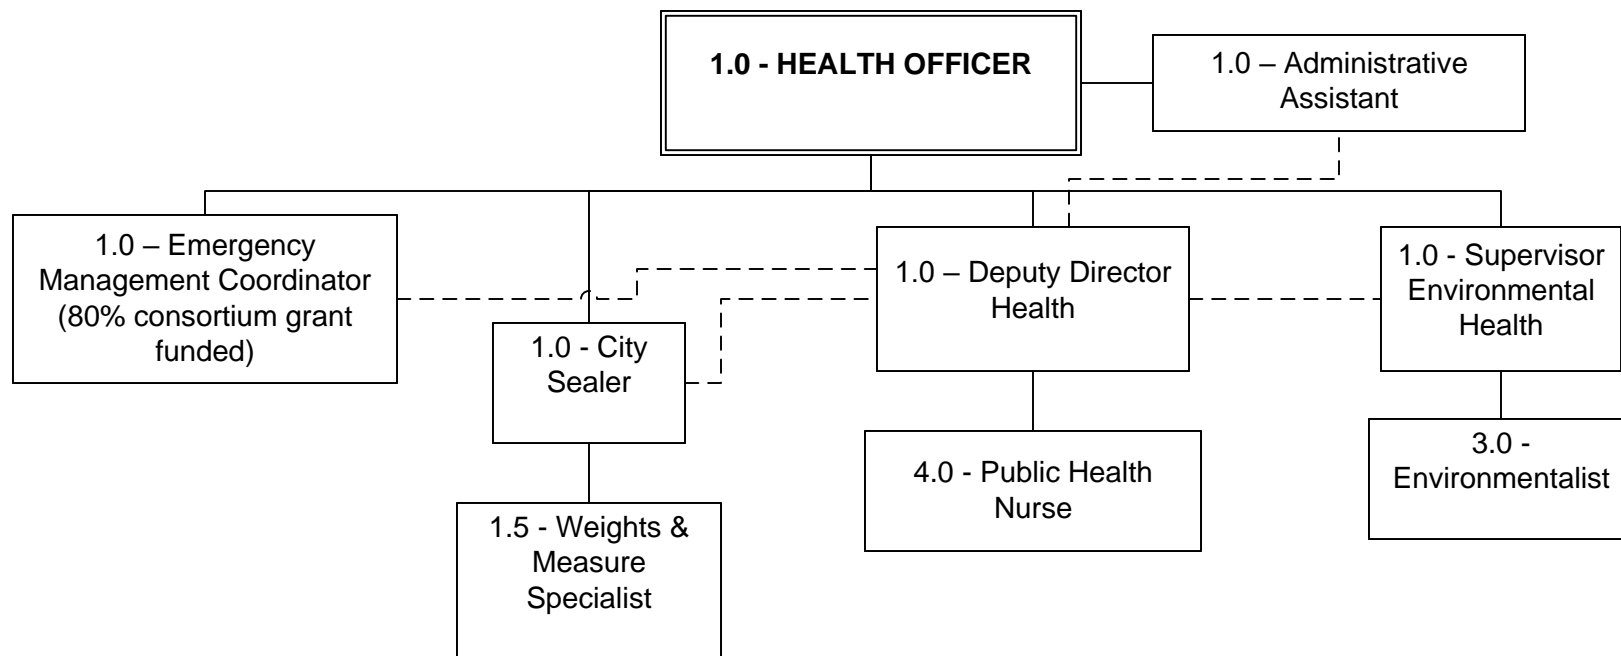 1.0 - HEALTH OFFICER
1.0 – Administrative
Assistant
1.0 – Emergency
Management Coordinator
(80% consortium grant
funded)
1.0 - City
Sealer
1.0 – Deputy Director
Health
1.0 - Supervisor
Environmental
Health
1.5 - Weights &
Measure
Specialist
4.0 - Public Health
Nurse
3.0 -
Environmentalist